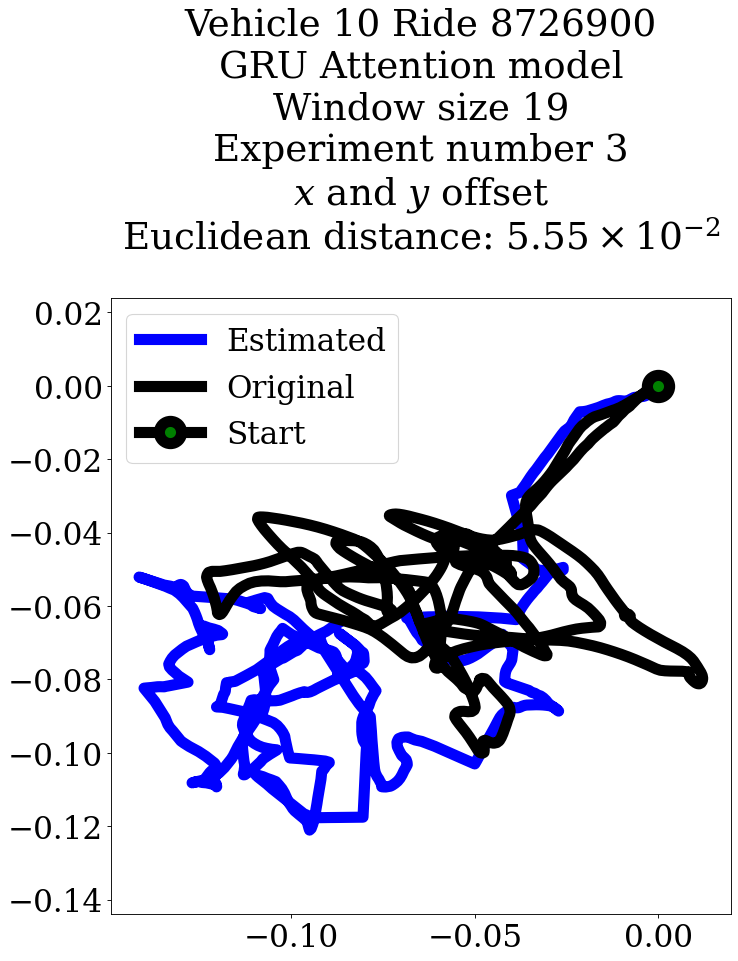 Vehicle 10 Ride 8726900
GRU Attention model
Window size 19
Experiment number 3
x and y offset
Euclidean distance: 5.55 × 10⁻²
Estimated
Original
Start
0.02
0.00
−0.02
−0.04
−0.06
−0.08
−0.10
−0.12
−0.14
−0.10
−0.05
0.00